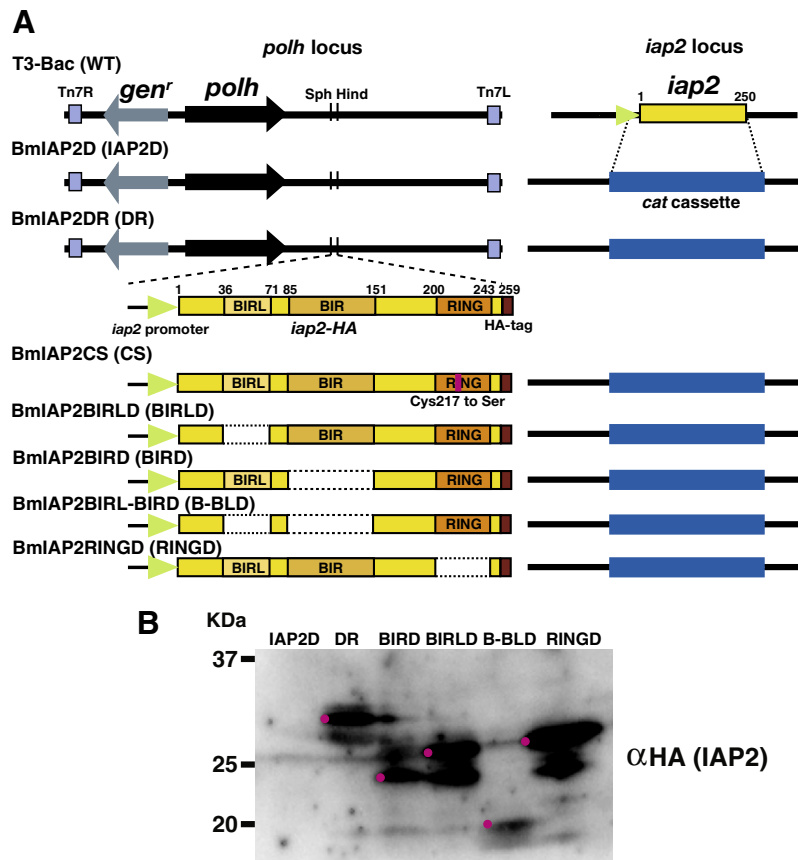 A
polh locus
iap2 locus
T3-Bac (WT)
Tn7R
genʳ
polh
Sph Hind
Tn7L
1
iap2
250
BmIAP2D (IAP2D)
cat cassette
BmIAP2DR (DR)
1 36 71 85 151 200 243 259
BIRL BIR RING
iap2 promoter
iap2-HA
HA-tag
BmIAP2CS (CS)
BIRL BIR RING
Cys217 to Ser
BmIAP2BIRLD (BIRLD)
BIR RING
BmIAP2BIRD (BIRD)
BIRL RING
BmIAP2BIRL-BIRD (B-BLD)
RING
BmIAP2RINGD (RINGD)
BIRL BIR
B
KDa
IAP2D DR BIRD BIRLD B-BLD RINGD
37
25
20
αHA (IAP2)